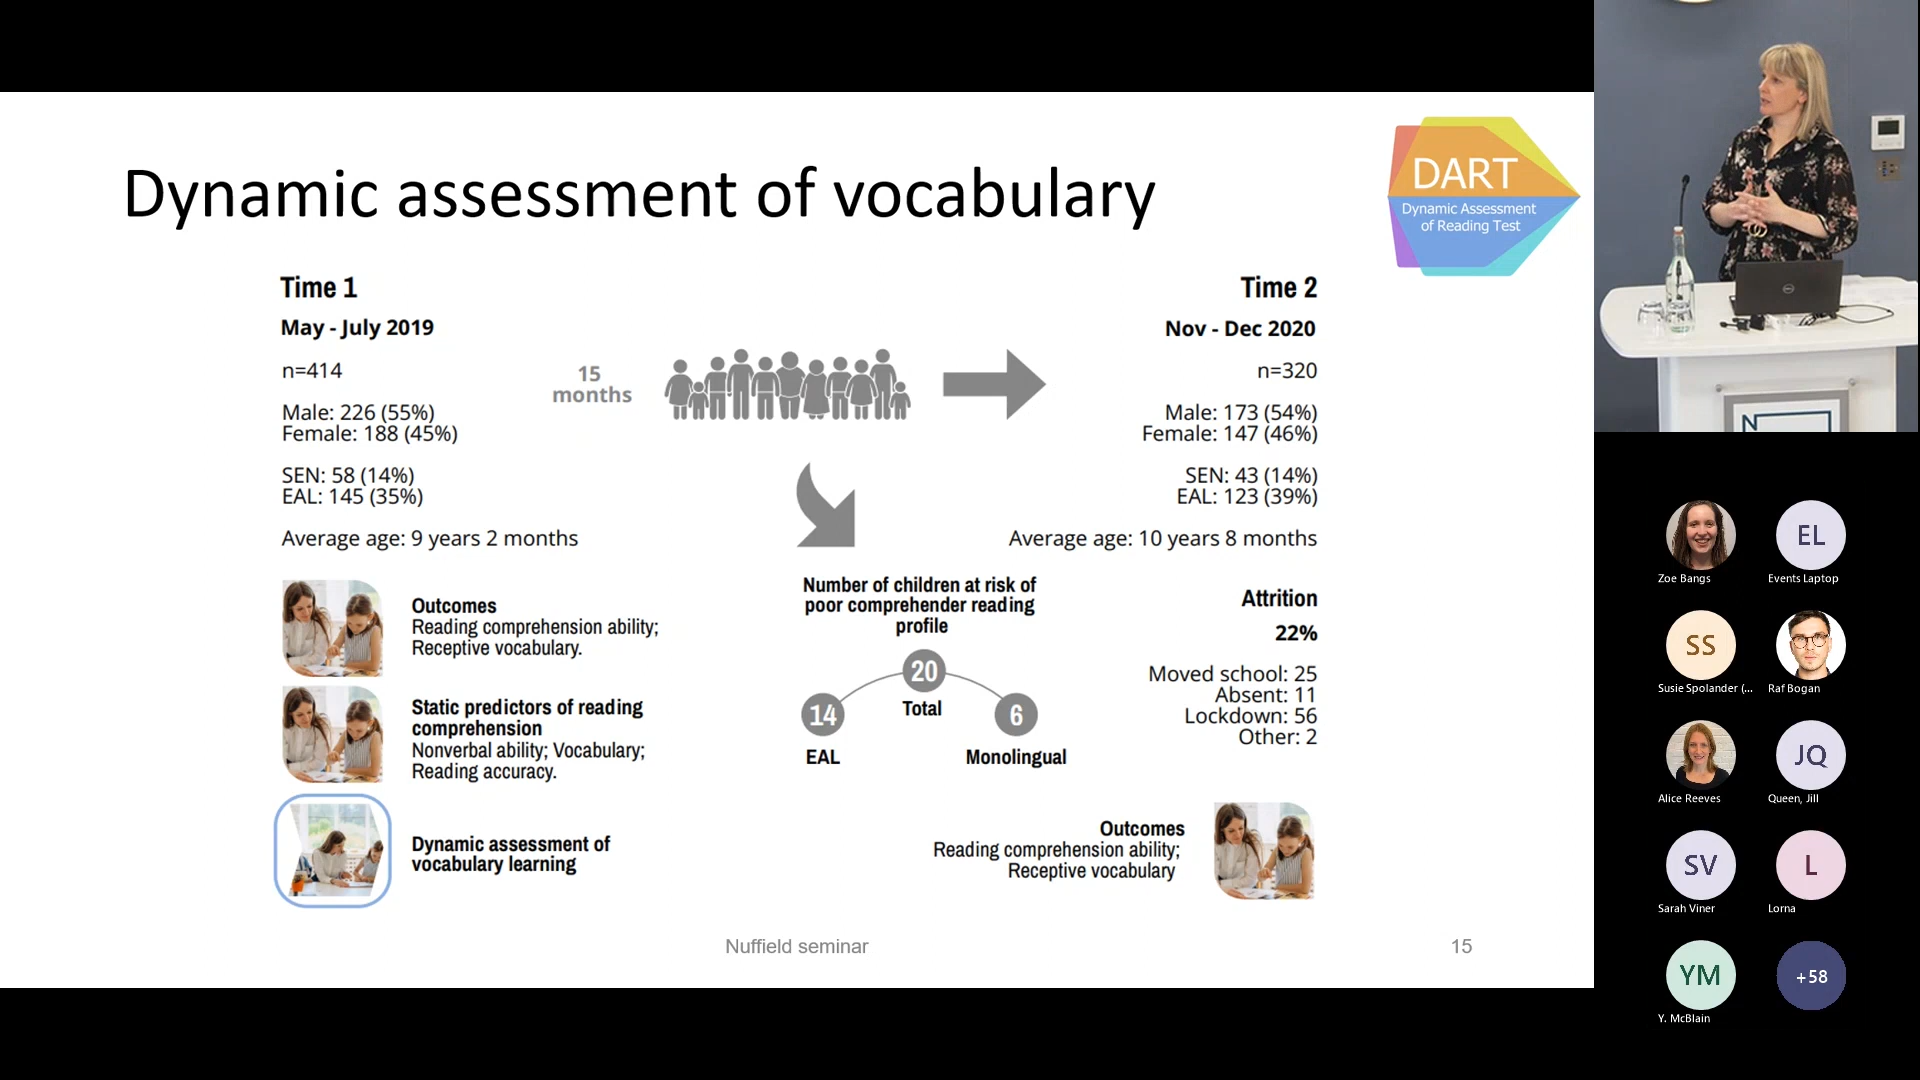 Dynamic assessment of vocabulary
DART
Dynamic Assessment
of Reading Test
Time 1
May - July 2019
n=414
Male: 226 (55%)
Female: 188 (45%)
SEN: 58 (14%)
EAL: 145 (35%)
Average age: 9 years 2 months
15
months
Time 2
Nov - Dec 2020
n=320
Male: 173 (54%)
Female: 147 (46%)
SEN: 43 (14%)
EAL: 123 (39%)
Average age: 10 years 8 months
Outcomes
Reading comprehension ability;
Receptive vocabulary.
Static predictors of reading
comprehension
Nonverbal ability; Vocabulary;
Reading accuracy.
Dynamic assessment of
vocabulary learning
Number of children at risk of
poor comprehender reading
profile
20
Total
14
EAL
6
Monolingual
Attrition
22%
Moved school: 25
Absent: 11
Lockdown: 56
Other: 2
Outcomes
Reading comprehension ability;
Receptive vocabulary
Nuffield seminar
15
N
Zoe Bangs
EL
Events Laptop
SS
Susie Spolander (...
Raf Bogan
Alice Reeves
JQ
Queen, Jill
SV
Sarah Viner
L
Lorna
YM
Y. McBlain
+58